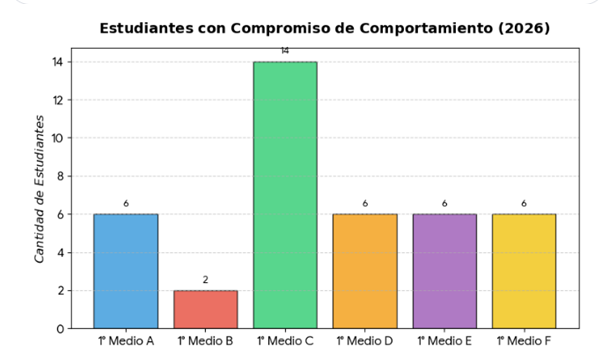 Estudiantes con Compromiso de Comportamiento (2026)
Cantidad de Estudiantes
14
12
10
8
6
4
2
0
6
2
14
6
6
6
1° Medio A
1° Medio B
1° Medio C
1° Medio D
1° Medio E
1° Medio F